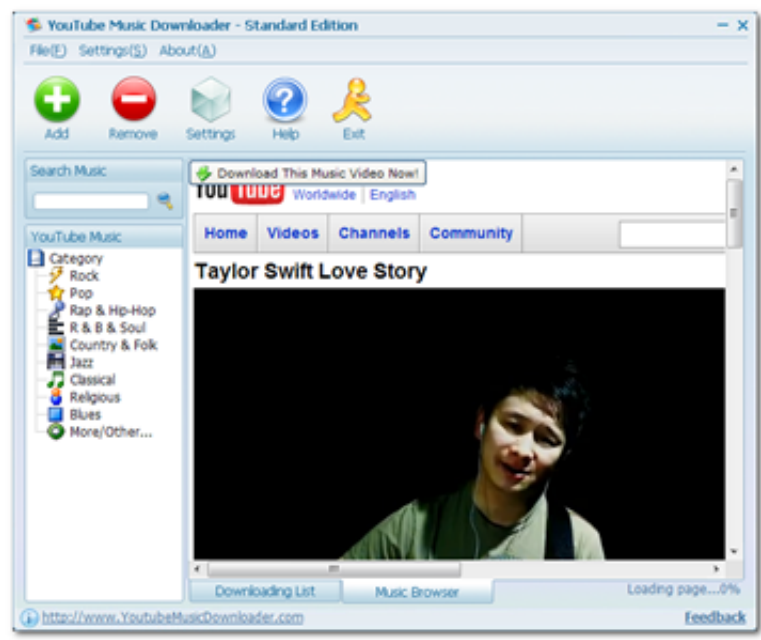 YouTube Music Downloader - Standard Edition
File(F) Settings(S) About(A)
Add Remove Settings Help Exit
Search Music
YouTube Music
Category
Rock
Pop
Rap & Hip-Hop
R & B & Soul
Country & Folk
Jazz
Classical
Religious
Blues
More/Other...
Download This Music Video Now!
YouTube Worldwide | English
Home Videos Channels Community
Taylor Swift Love Story
Downloading List Music Browser Loading page...0%
http://www.YoutubeMusicDownloader.com Feedback